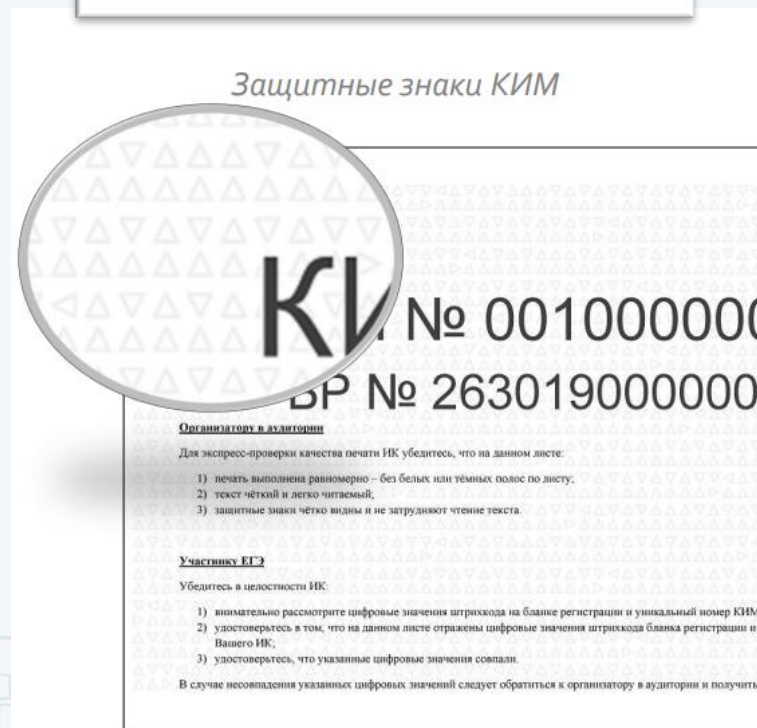 Защитные знаки КИМ
КИ № 00100000
БР № 263019000000
Организатору в аудитории
Для экспресс-проверки качества печати ИК убедитесь, что на данном листе:
1) печать выполнена равномерно – без белых или тёмных полос по листу;
2) текст чёткий и легко читаемый;
3) защитные знаки чётко видны и не затрудняют чтение текста.
Участнику ЕГЭ
Убедитесь в целостности ИК:
1) внимательно рассмотрите цифровые значения штрихкода на бланке регистрации и уникальный номер КИМ
2) удостоверьтесь в том, что на данном листе отражены цифровые значения штрихкода бланка регистрации и
Вашего ИК;
3) удостоверьтесь, что указанные цифровые значения совпали.
В случае несовпадения указанных цифровых значений следует обратиться к организатору в аудитории и получить